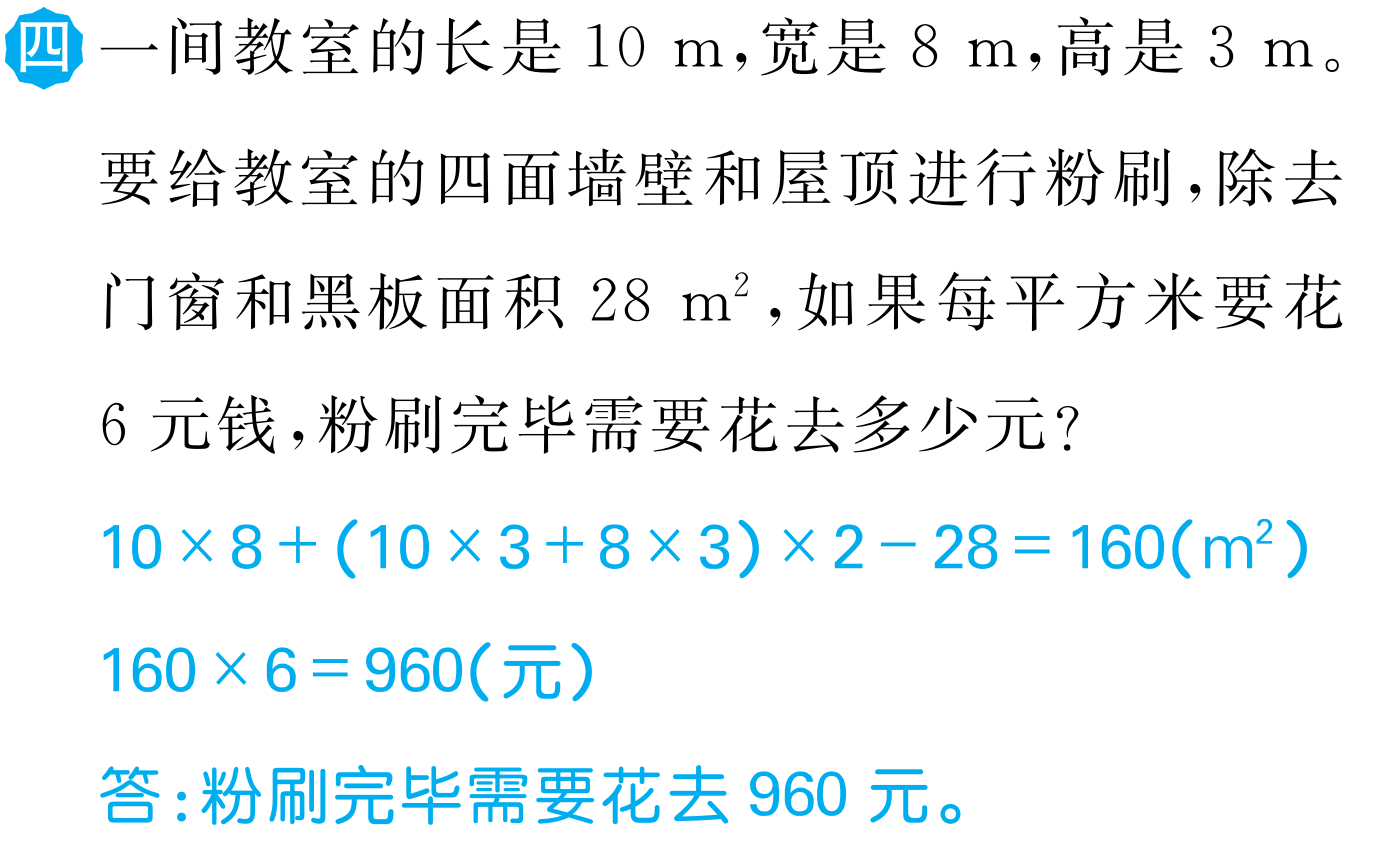 四 一间教室的长是 10 m,宽是 8 m,高是 3 m。
要给教室的四面墙壁和屋顶进行粉刷,除去
门窗和黑板面积 28 m²,如果每平方米要花
6 元钱,粉刷完毕需要花去多少元?
10×8+(10×3+8×3)×2-28=160(m²)
160×6=960(元)
答:粉刷完毕需要花去 960 元。